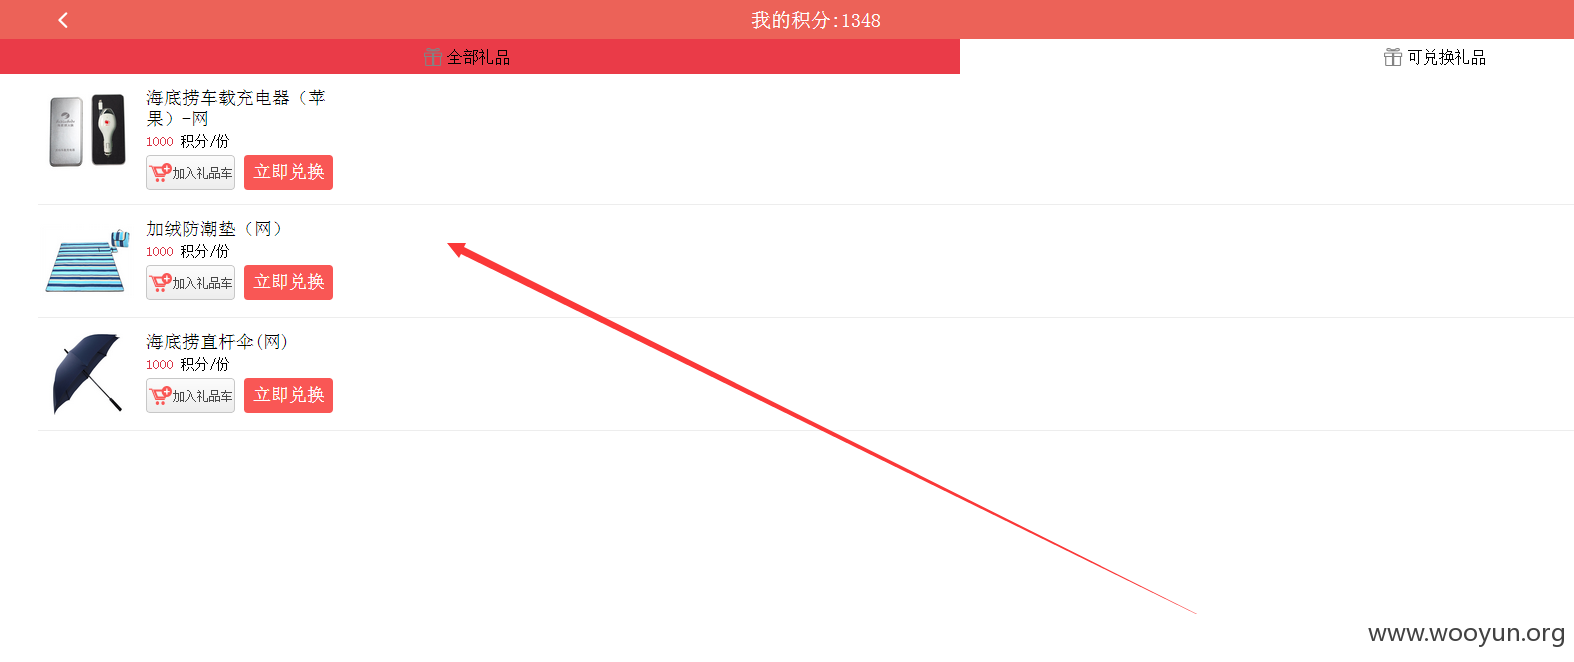 我的积分:1348
全部礼品
可兑换礼品
海底捞车载充电器（苹
果）-网
1000 积分/份
加入礼品车
立即兑换
加绒防潮垫（网）
1000 积分/份
加入礼品车
立即兑换
海底捞直杆伞(网)
1000 积分/份
加入礼品车
立即兑换
www.wooyun.org